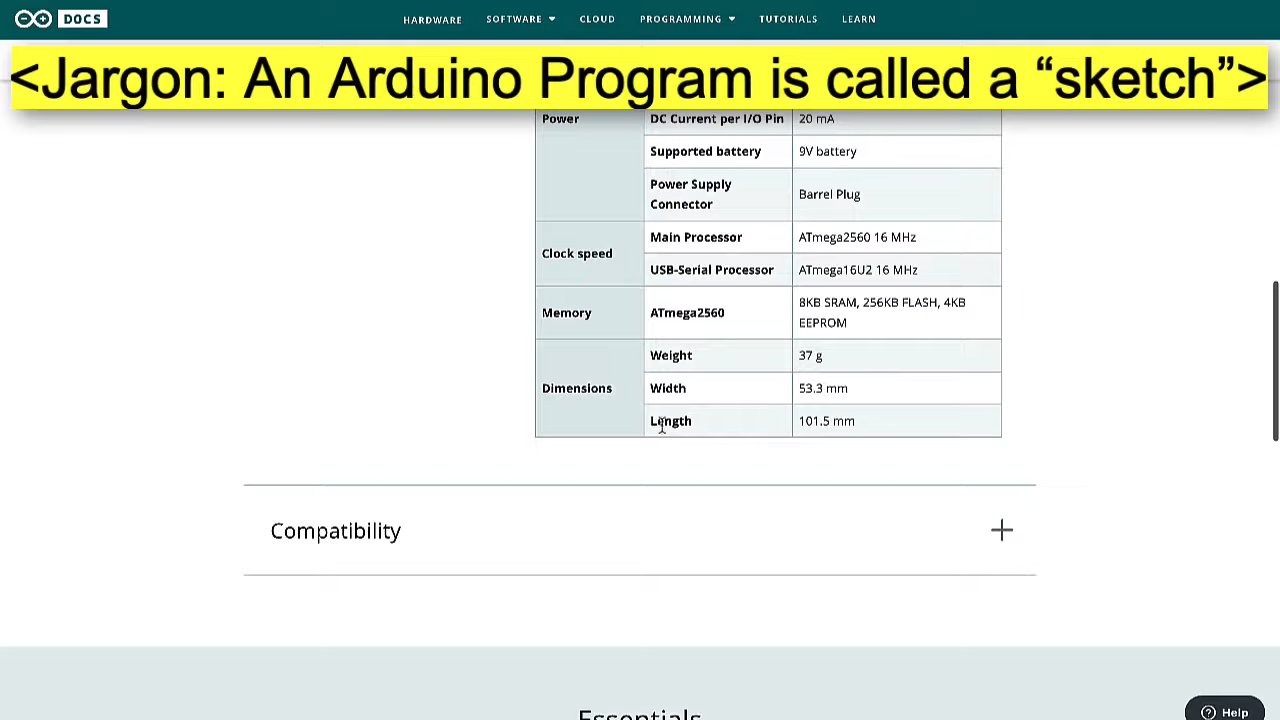 DOCS
HARDWARE SOFTWARE CLOUD PROGRAMMING TUTORIALS LEARN
<Jargon: An Arduino Program is called a “sketch”>
Power
DC Current per I/O Pin 20 mA
Supported battery 9V battery
Power Supply
Connector
Barrel Plug
Clock speed
Main Processor ATmega2560 16 MHz
USB-Serial Processor ATmega16U2 16 MHz
Memory
ATmega2560
8KB SRAM, 256KB FLASH, 4KB
EEPROM
Dimensions
Weight 37 g
Width 53.3 mm
Length 101.5 mm
Compatibility
Essentials
Help